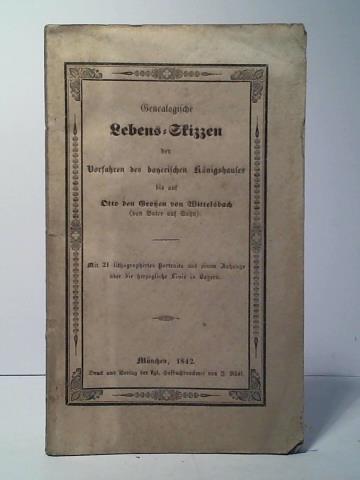 Genealogische
Lebens-Skizzen
der
Vorfahren des bayerischen Königshauses
bis auf
Otto den Großen von Wittelsbach
(von Vater auf Sohn).
Mit 21 lithographirten Portraits und einem Anhange
über die herzogliche Linie in Bayern.
München, 1842.
Druck und Verlag der kgl. Hofbuchdruckerei von J. Rösl.